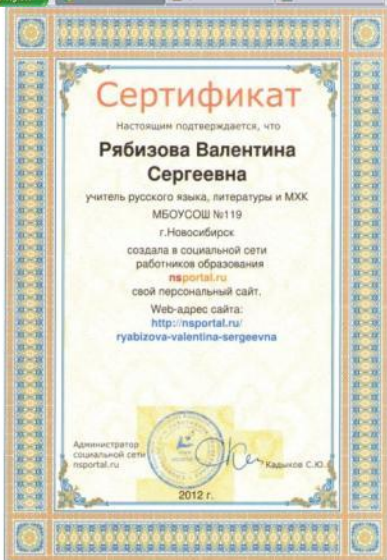 Сертификат
Настоящим подтверждается, что
Рябизова Валентина
Сергеевна
учитель русского языка, литературы и МХК
МБОУСОШ №119
г.Новосибирск
создала в социальной сети
работников образования
nsportal.ru
свой персональный сайт.
Web-адрес сайта:
http://nsportal.ru/
ryabizova-valentina-sergeevna
Администратор
социальной сети
nsportal.ru
Кадыков С.Ю.
2012 г.